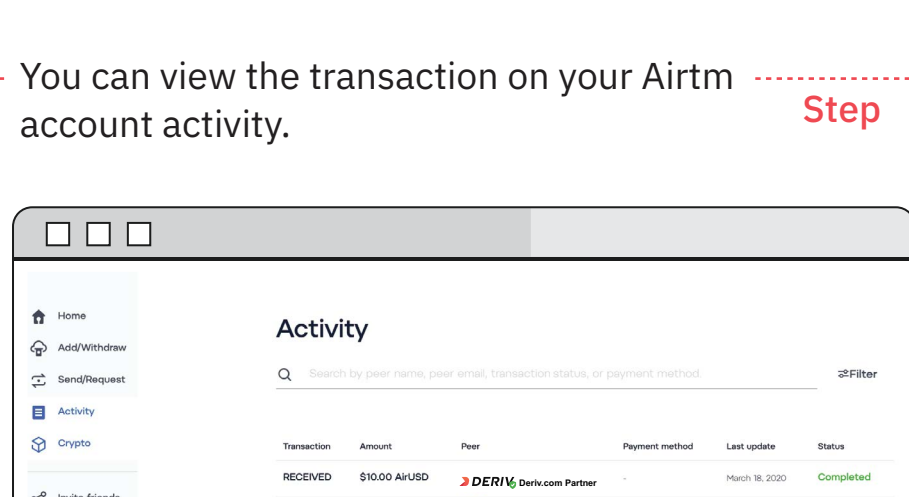 You can view the transaction on your Airtm
account activity.
Step
Home
Add/Withdraw
Send/Request
Activity
Crypto
Invite friends
Activity
Search by peer name, peer email, transaction status, or payment method.
Filter
Transaction Amount Peer Payment method Last update Status
RECEIVED $10.00 AirUSD DERIV Deriv.com Partner - March 18, 2020 Completed